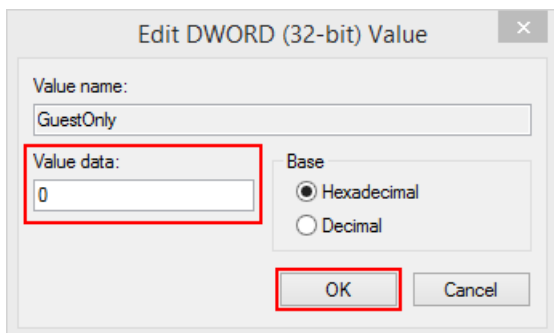 Edit DWORD (32-bit) Value
Value name:
GuestOnly
Value data:
0
Base
Hexadecimal
Decimal
OK
Cancel